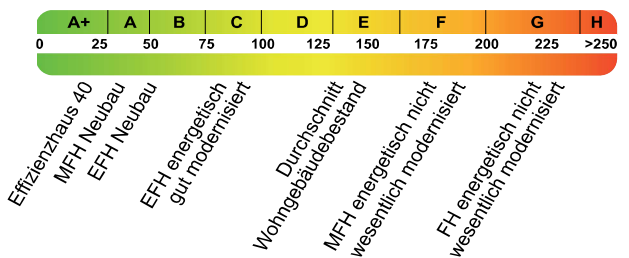 A+ A B C D E F G H
0 25 50 75 100 125 150 175 200 225 >250
Effizienzhaus 40
MFH Neubau
EFH Neubau
EFH energetisch
gut modernisiert
Durchschnitt
Wohngebäudebestand
MFH energetisch nicht
wesentlich modernisiert
FH energetisch nicht
wesentlich modernisiert